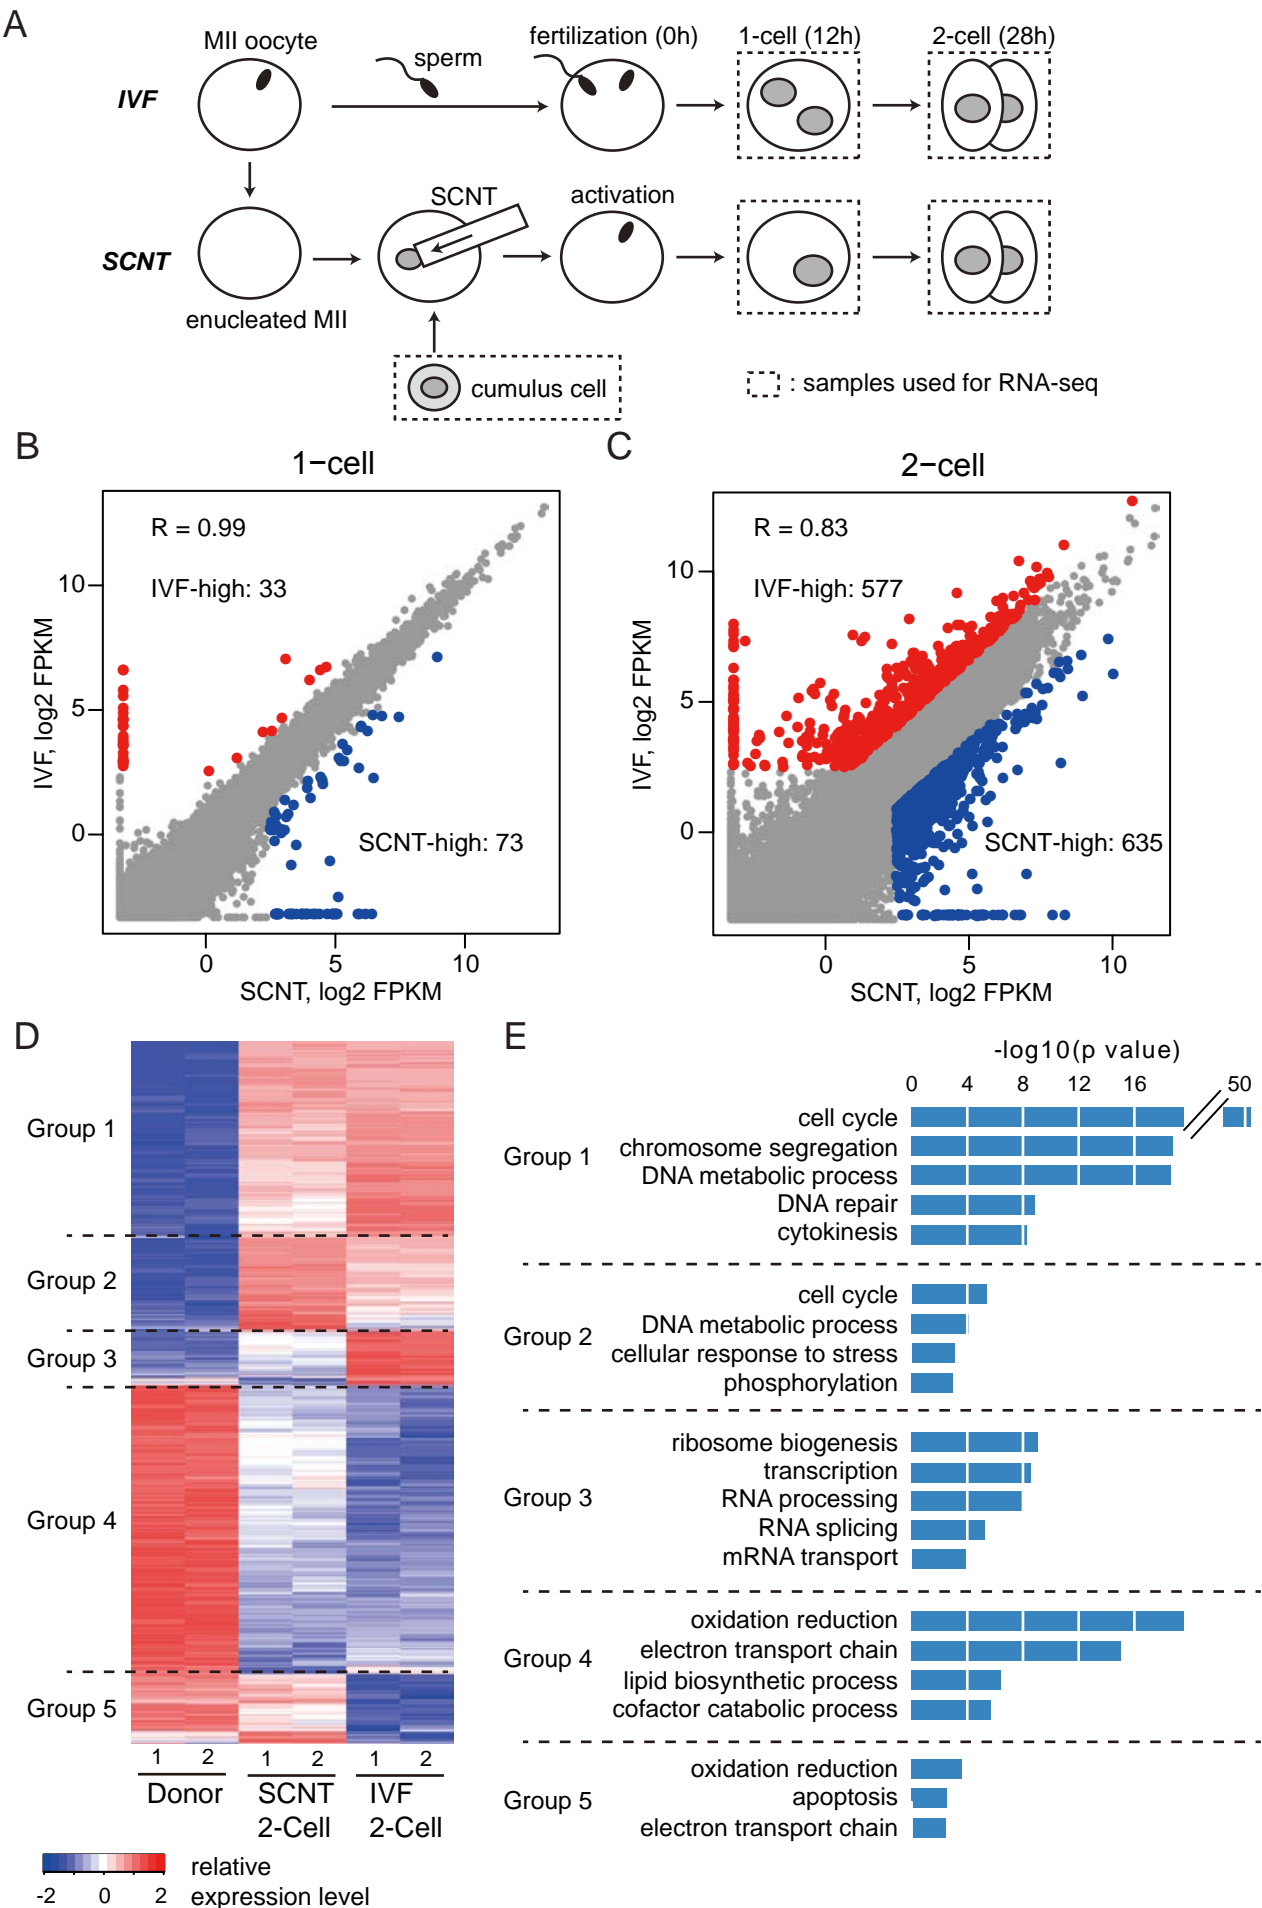 A
MII oocyte
sperm
fertilization (0h)
1-cell (12h)
2-cell (28h)
IVF
SCNT
activation
SCNT
enucleated MII
cumulus cell
: samples used for RNA-seq
B
1−cell
R = 0.99
IVF-high: 33
SCNT-high: 73
IVF, log2 FPKM
10
5
0
0
5
10
SCNT, log2 FPKM
C
2−cell
R = 0.83
IVF-high: 577
SCNT-high: 635
IVF, log2 FPKM
10
5
0
0
5
10
SCNT, log2 FPKM
D
Group 1
Group 2
Group 3
Group 4
Group 5
1 2 1 2 1 2
Donor
SCNT
2-Cell
IVF
2-Cell
relative
expression level
-2 0 2
E
-log10(p value)
0 4 8 12 16 50
Group 1
cell cycle
chromosome segregation
DNA metabolic process
DNA repair
cytokinesis
Group 2
cell cycle
DNA metabolic process
cellular response to stress
phosphorylation
Group 3
ribosome biogenesis
transcription
RNA processing
RNA splicing
mRNA transport
Group 4
oxidation reduction
electron transport chain
lipid biosynthetic process
cofactor catabolic process
Group 5
oxidation reduction
apoptosis
electron transport chain